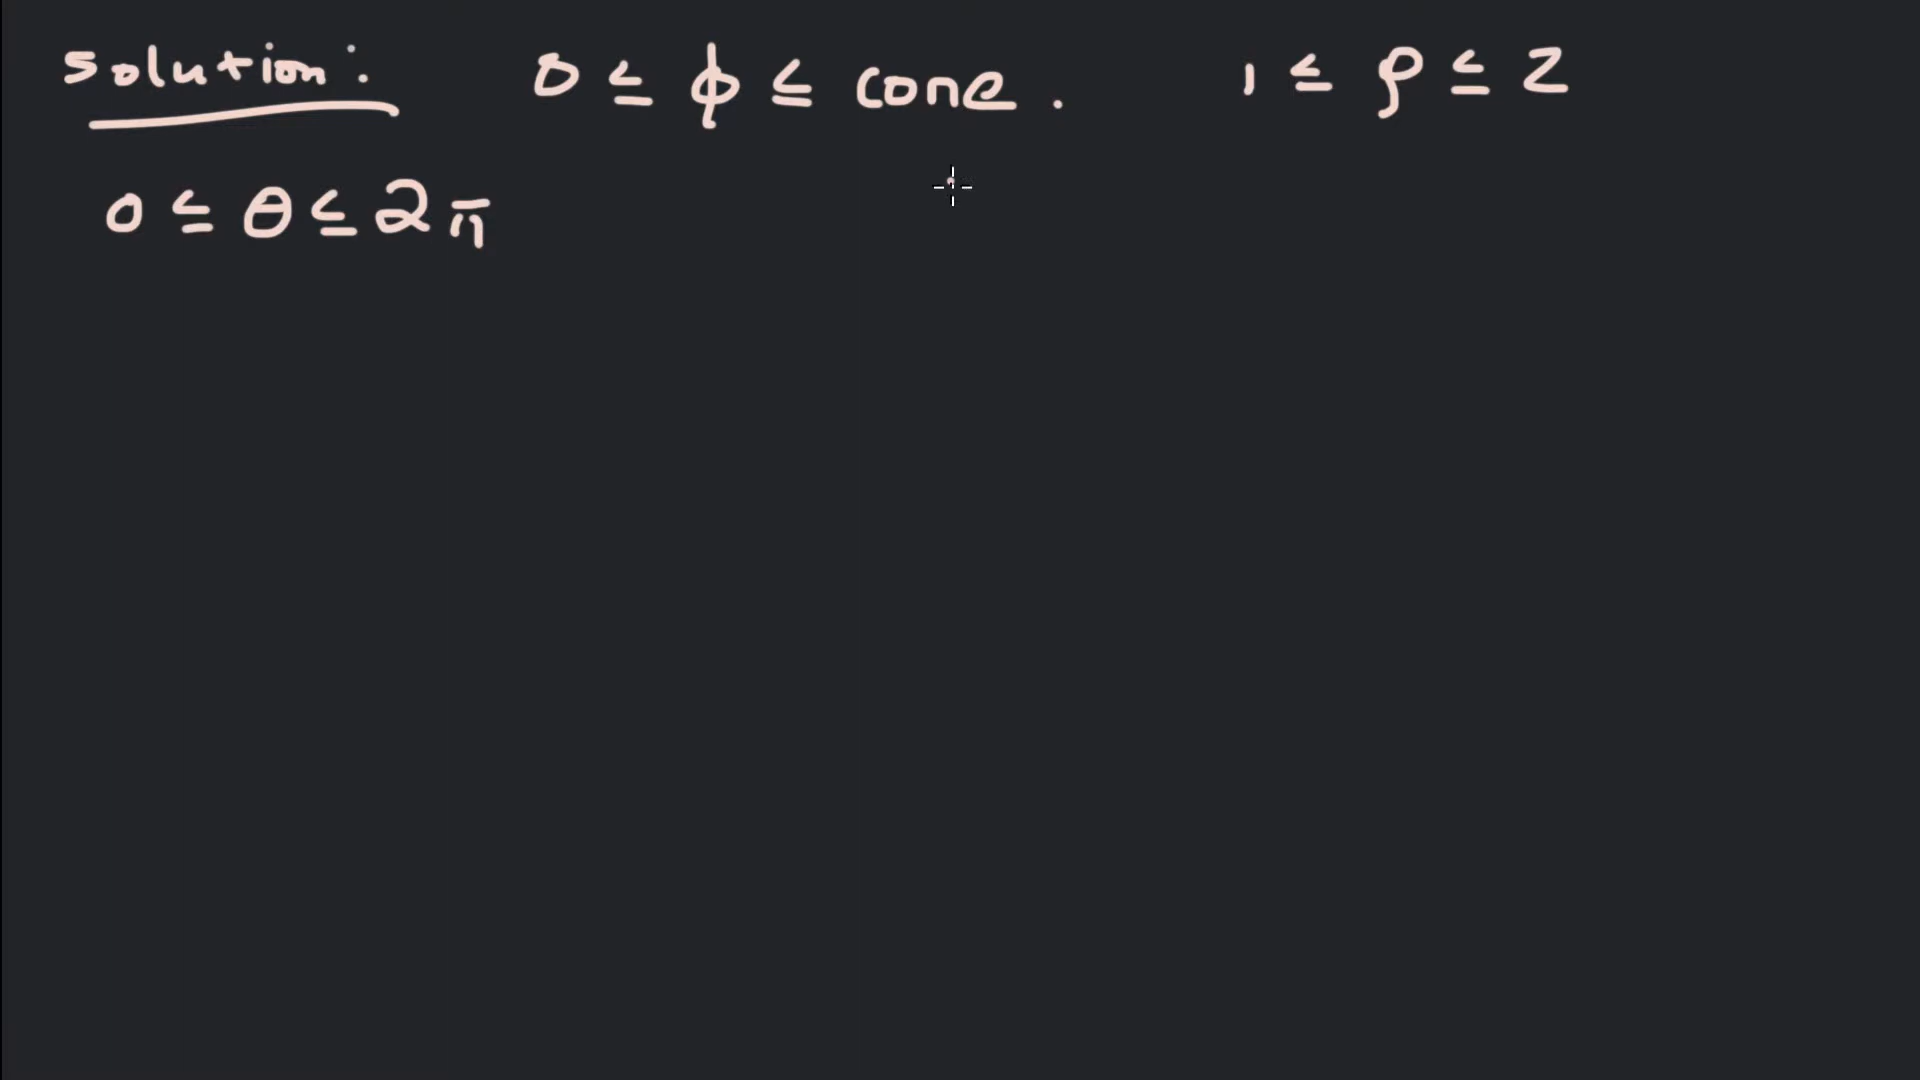 Solution: 0 ≤ ϕ ≤ cone. 1 ≤ ρ ≤ 2
0 ≤ θ ≤ 2π